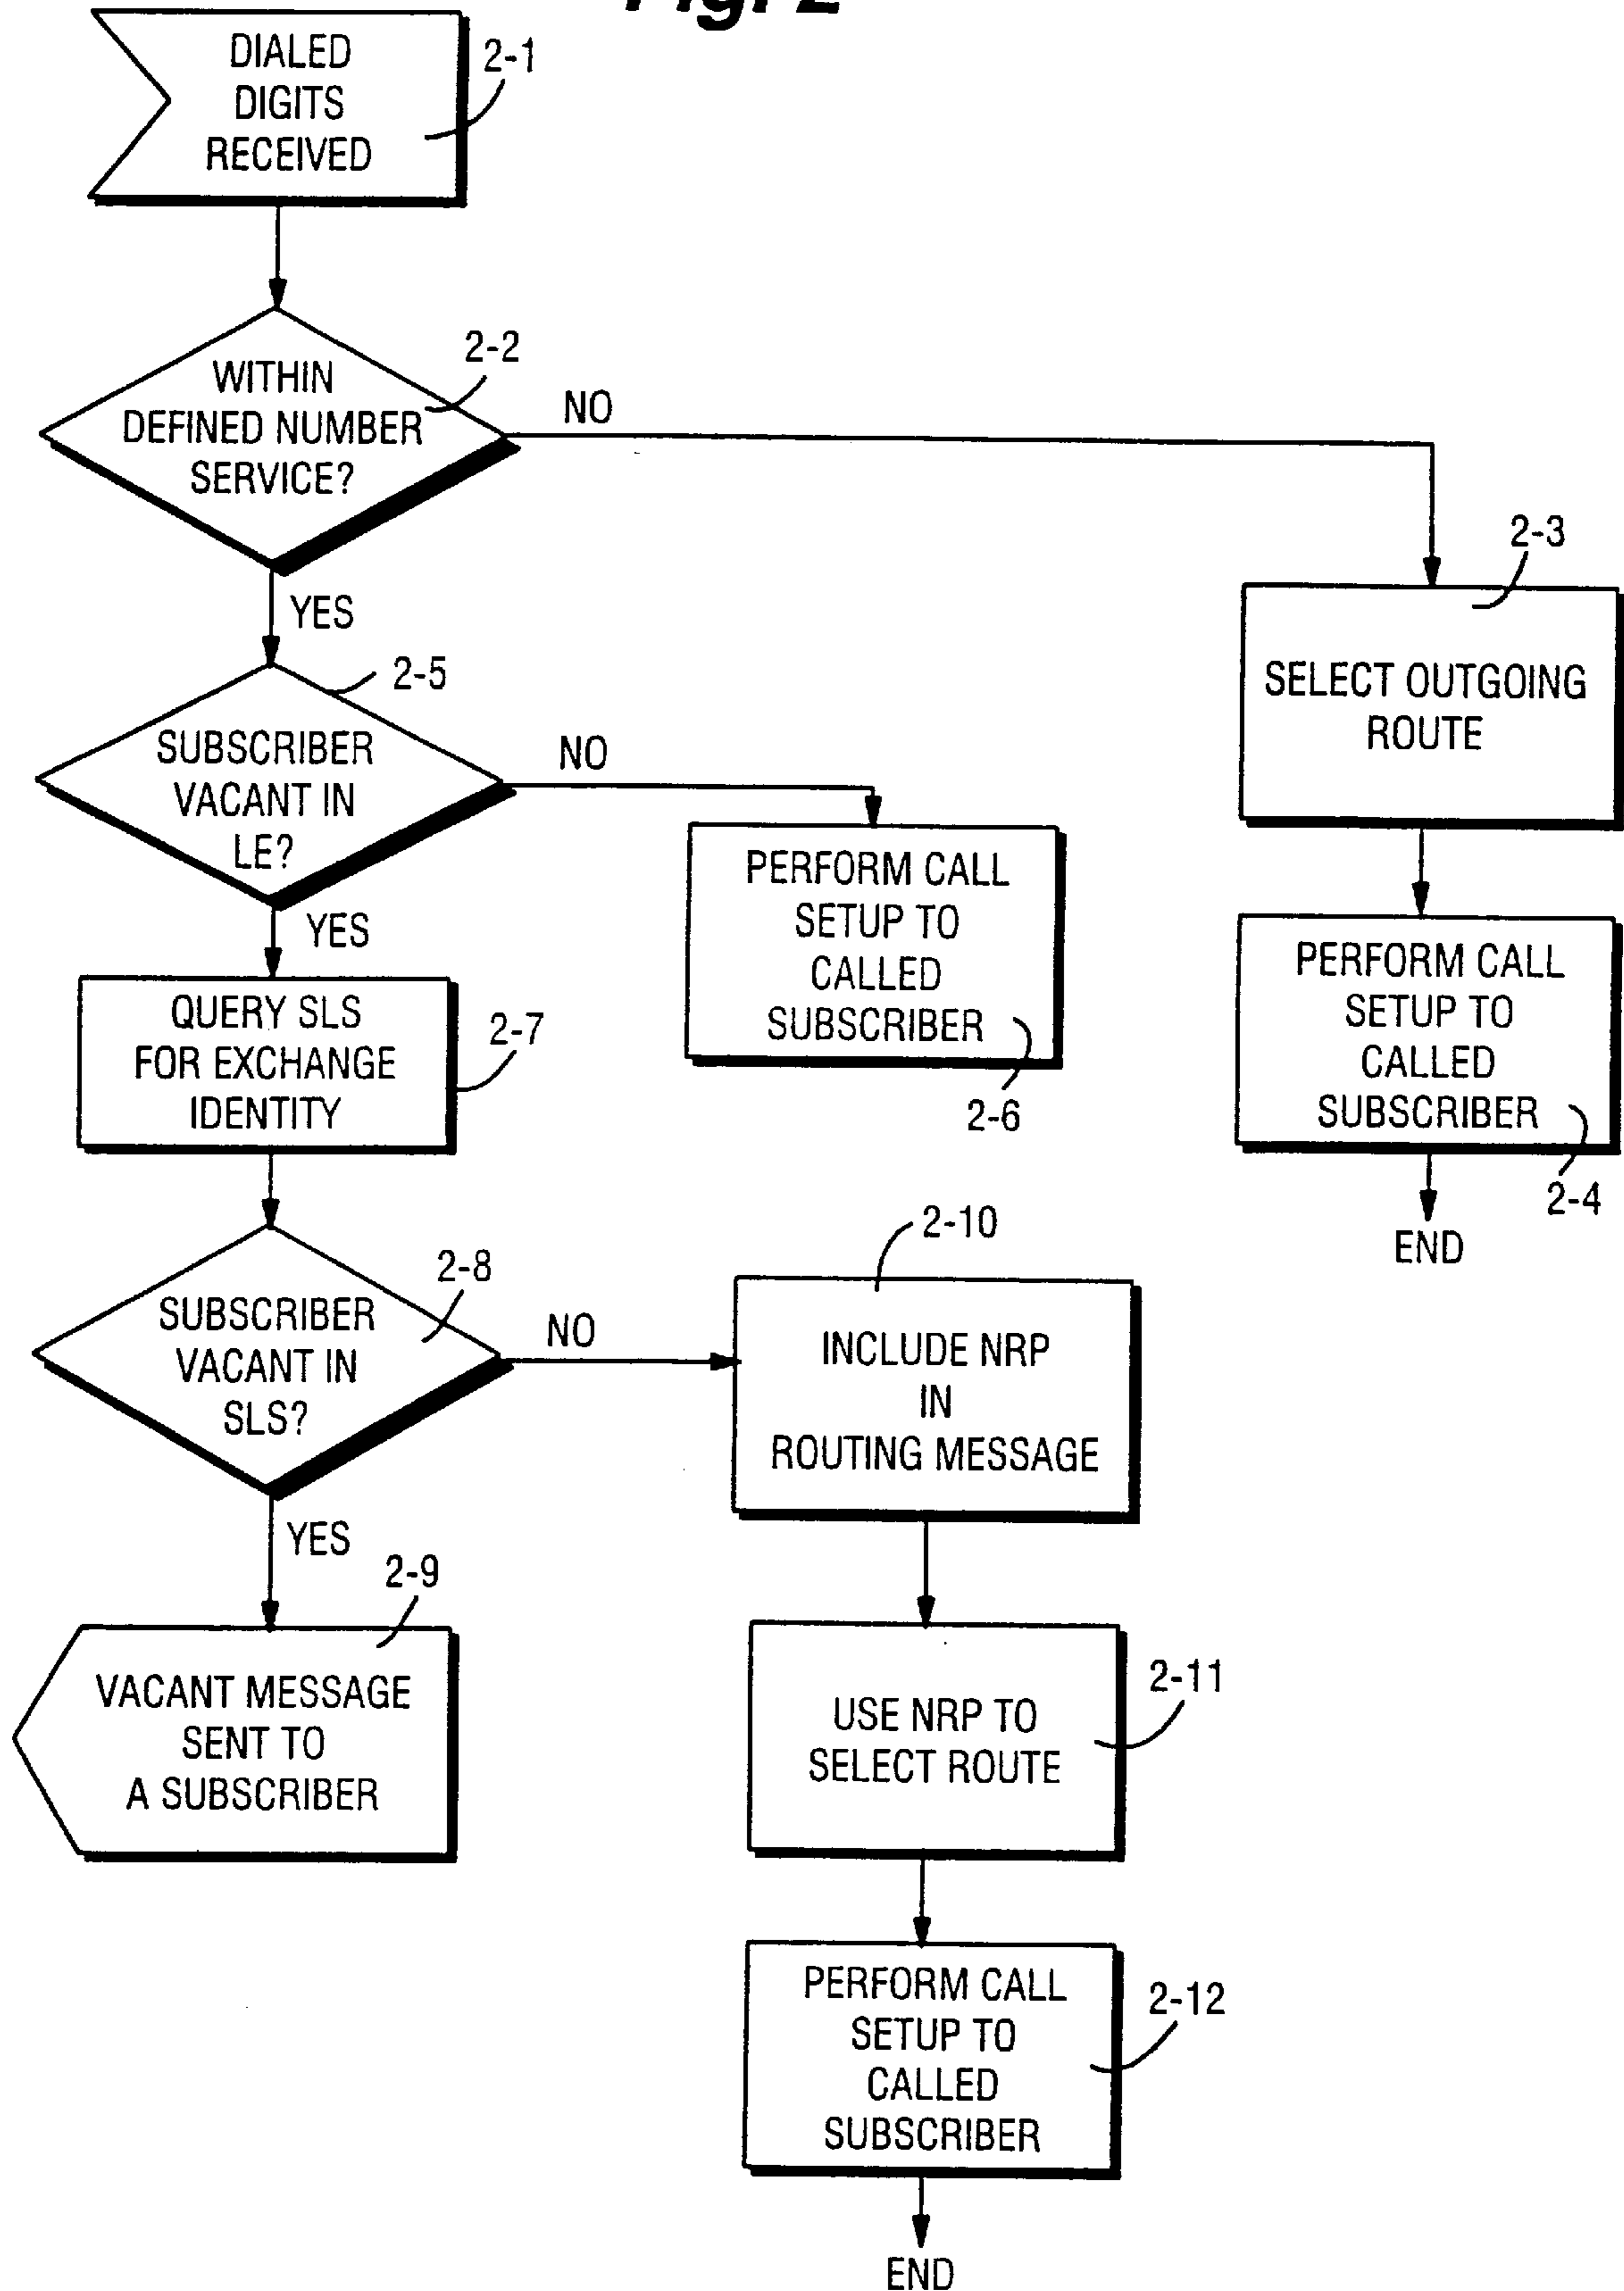 Fig. 2
DIALED
DIGITS
RECEIVED
2-1
WITHIN
DEFINED NUMBER
SERVICE?
2-2
NO
YES
2-3
SELECT OUTGOING
ROUTE
2-5
SUBSCRIBER
VACANT IN
LE?
NO
YES
PERFORM CALL
SETUP TO
CALLED
SUBSCRIBER
2-6
PERFORM CALL
SETUP TO
CALLED
SUBSCRIBER
2-4
END
QUERY SLS
FOR EXCHANGE
IDENTITY
2-7
2-8
SUBSCRIBER
VACANT IN
SLS?
NO
YES
2-10
INCLUDE NRP
IN
ROUTING MESSAGE
2-9
VACANT MESSAGE
SENT TO
A SUBSCRIBER
USE NRP TO
SELECT ROUTE
2-11
PERFORM CALL
SETUP TO
CALLED
SUBSCRIBER
2-12
END